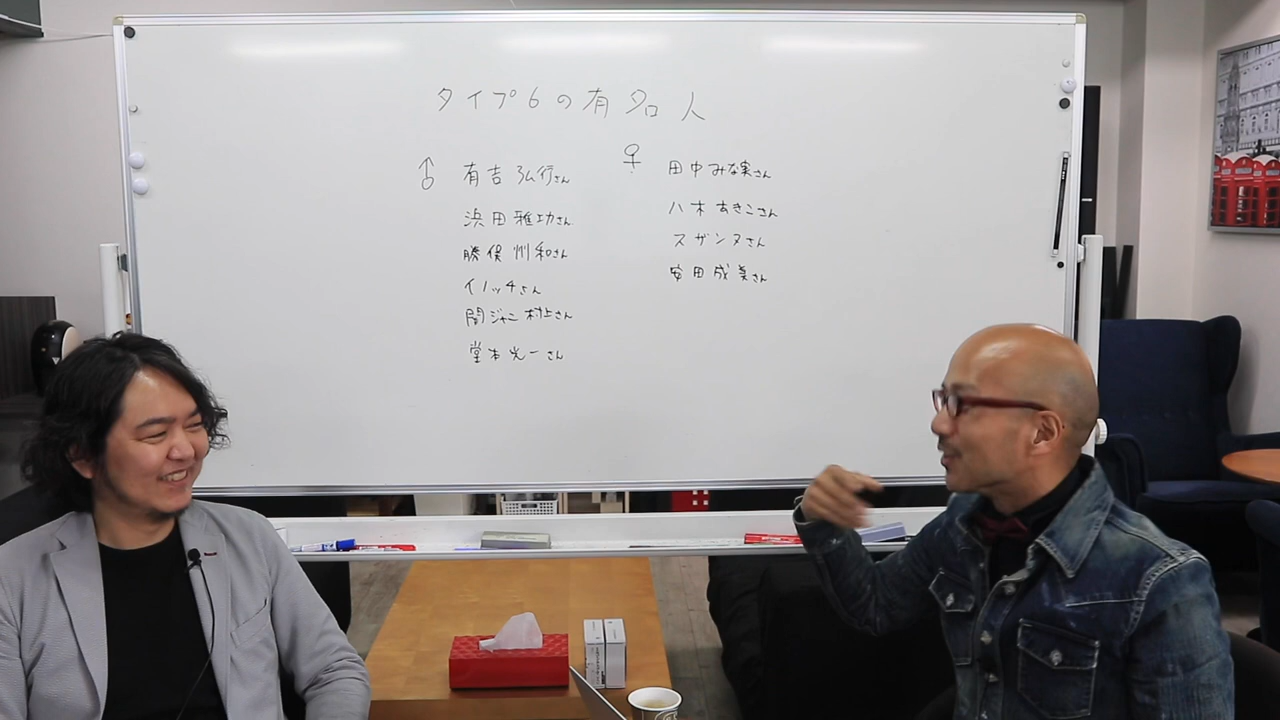 タイプ6の有名人
♂ 有吉弘行さん
浜田雅功さん
勝俣州和さん
イノッチさん
関ジャニ村上さん
堂本光一さん
♀ 田中みな実さん
八木あきこさん
スザンヌさん
安田成美さん